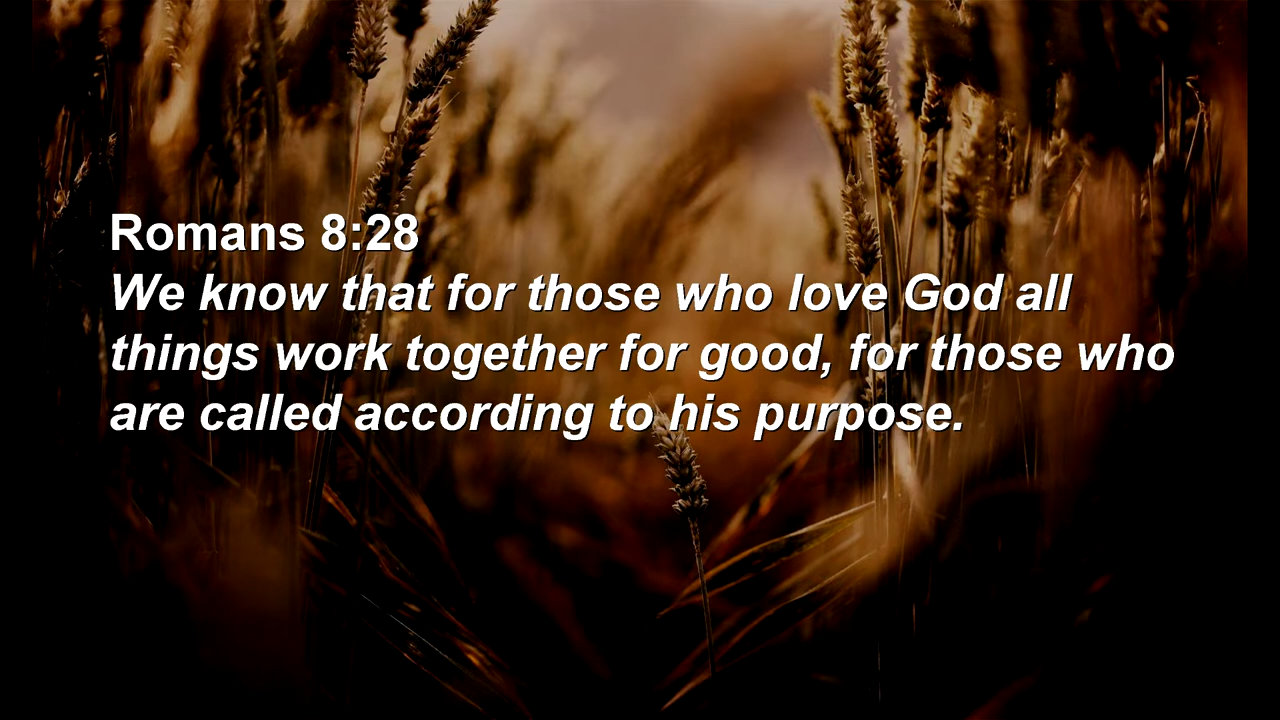 Romans 8:28
We know that for those who love God all
things work together for good, for those who
are called according to his purpose.